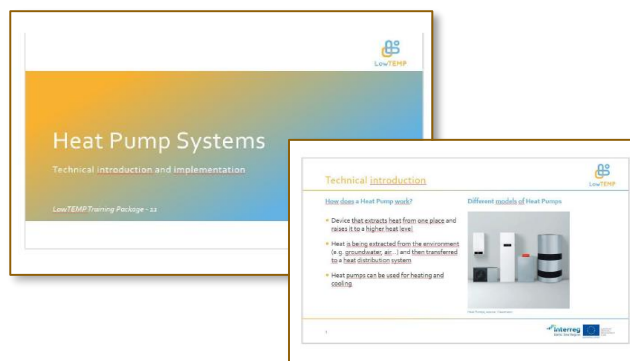 LowTEMP
Heat Pump Systems
Technical introduction and implementation
LowTEMP Training Package - 11
LowTEMP
Technical introduction
How does a Heat Pump work?
Device that extracts heat from one place and
raises it to a higher heat level
Heat is being extracted from the environment
(e.g. groundwater, air...) and then transferred
to a heat distribution system
Heat pumps can be used for heating and
cooling
Different models of Heat Pumps
Interreg